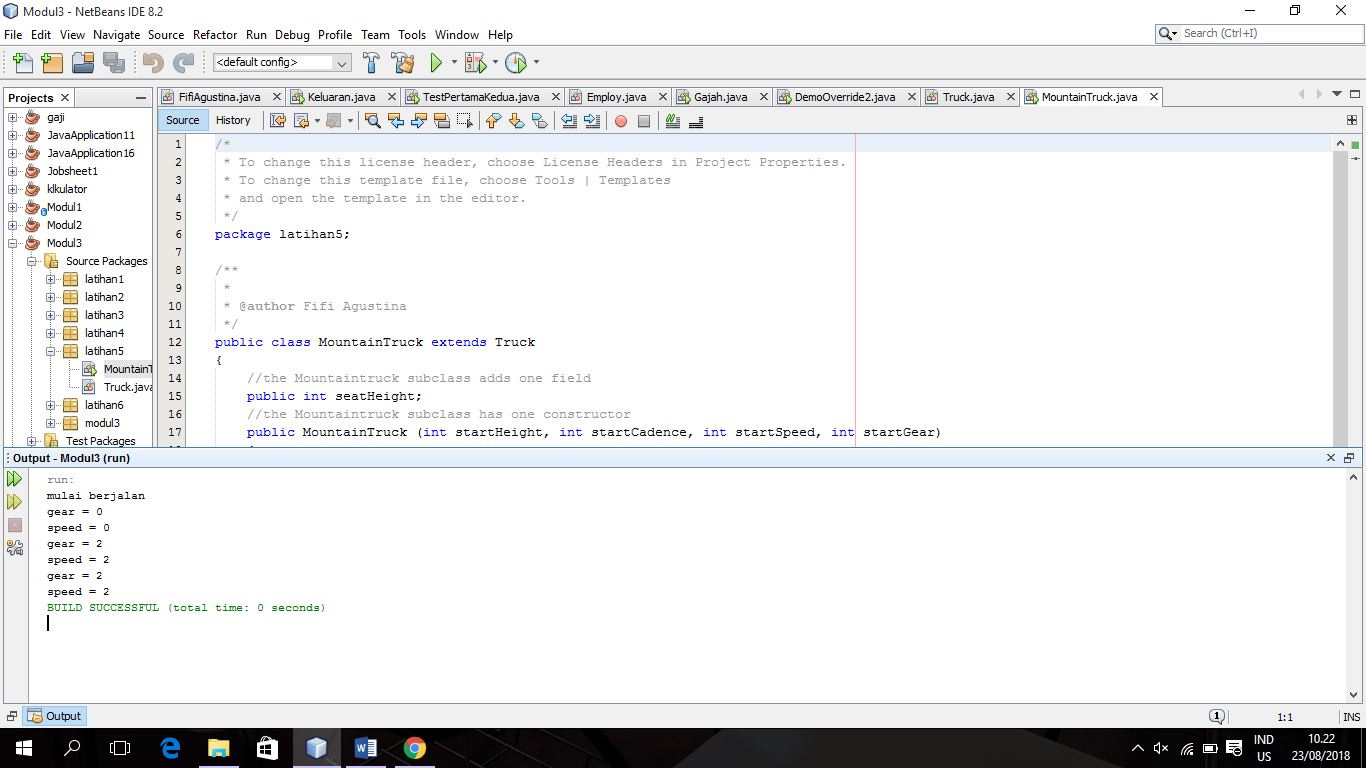 Modul3 - NetBeans IDE 8.2
File Edit View Navigate Source Refactor Run Debug Profile Team Tools Window Help
Search (Ctrl+I)
<default config>
Projects
FifiAgustina.java
Keluaran.java
TestPertamaKedua.java
Employ.java
Gajah.java
DemoOverride2.java
Truck.java
MountainTruck.java
Source History
gaji
JavaApplication11
JavaApplication16
Jobsheet1
klkulator
Modul1
Modul2
Modul3
Source Packages
latihan1
latihan2
latihan3
latihan4
latihan5
MountainT
Truck.java
latihan6
modul3
Test Packages
1 /*
2 * To change this license header, choose License Headers in Project Properties.
3 * To change this template file, choose Tools | Templates
4 * and open the template in the editor.
5 */
6 package latihan5;
7
8 /**
9 *
10 * @author Fifi Agustina
11 */
12 public class MountainTruck extends Truck
13 {
14 //the Mountaintruck subclass adds one field
15 public int seatHeight;
16 //the Mountaintruck subclass has one constructor
17 public MountainTruck (int startHeight, int startCadence, int startSpeed, int startGear)
Output - Modul3 (run)
run:
mulai berjalan
gear = 0
speed = 0
gear = 2
speed = 2
gear = 2
speed = 2
BUILD SUCCESSFUL (total time: 0 seconds)
Output
1
1:1
INS
IND
US
10.22
23/08/2018